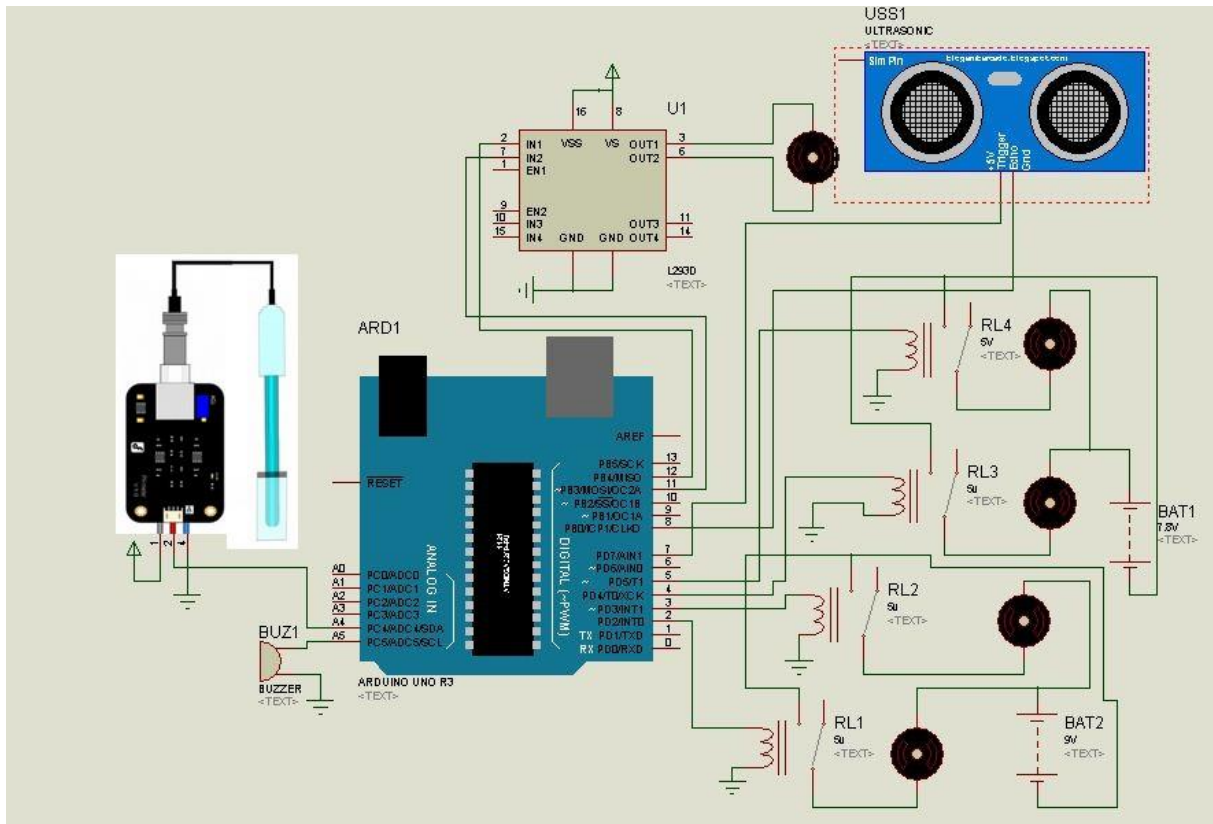 USS1
ULTRASONIC
<TEXT>
Sim Pin
+5V
Trigger
Echo
Gnd
U1
16
8
2
7
1
9
10
15
IN1
IN2
EN1
EN2
IN3
IN4
VSS
VS
GND
GND
OUT1
OUT2
OUT3
OUT4
3
6
11
14
L293D
<TEXT>
ARD1
RESET
AREF
PB5/SCK
13
PB4/MISO
12
~PB3/MOSI/OC2A
11
~ PB2/SS/OC1B
10
~ PB1/OC1A
9
PB0/ICP1/CLKO
8
PD7/AIN1
7
~ PD6/AIN0
6
~ PD5/T1
5
PD4/T0/XCK
4
~ PD3/INT1
3
PD2/INT0
2
TX PD1/TXD
1
RX PD0/RXD
0
DIGITAL (~PWM)
ANALOG IN
A0
PC0/ADC0
A1
PC1/ADC1
A2
PC2/ADC2
A3
PC3/ADC3
A4
PC4/ADC4/SDA
A5
PC5/ADC5/SCL
ARDUINO UNO R3
<TEXT>
1
2
4
BUZ1
BUZZER
<TEXT>
RL4
5V
<TEXT>
RL3
5u
<TEXT>
RL2
5u
<TEXT>
RL1
5u
<TEXT>
BAT1
7.8V
<TEXT>
BAT2
9V
<TEXT>